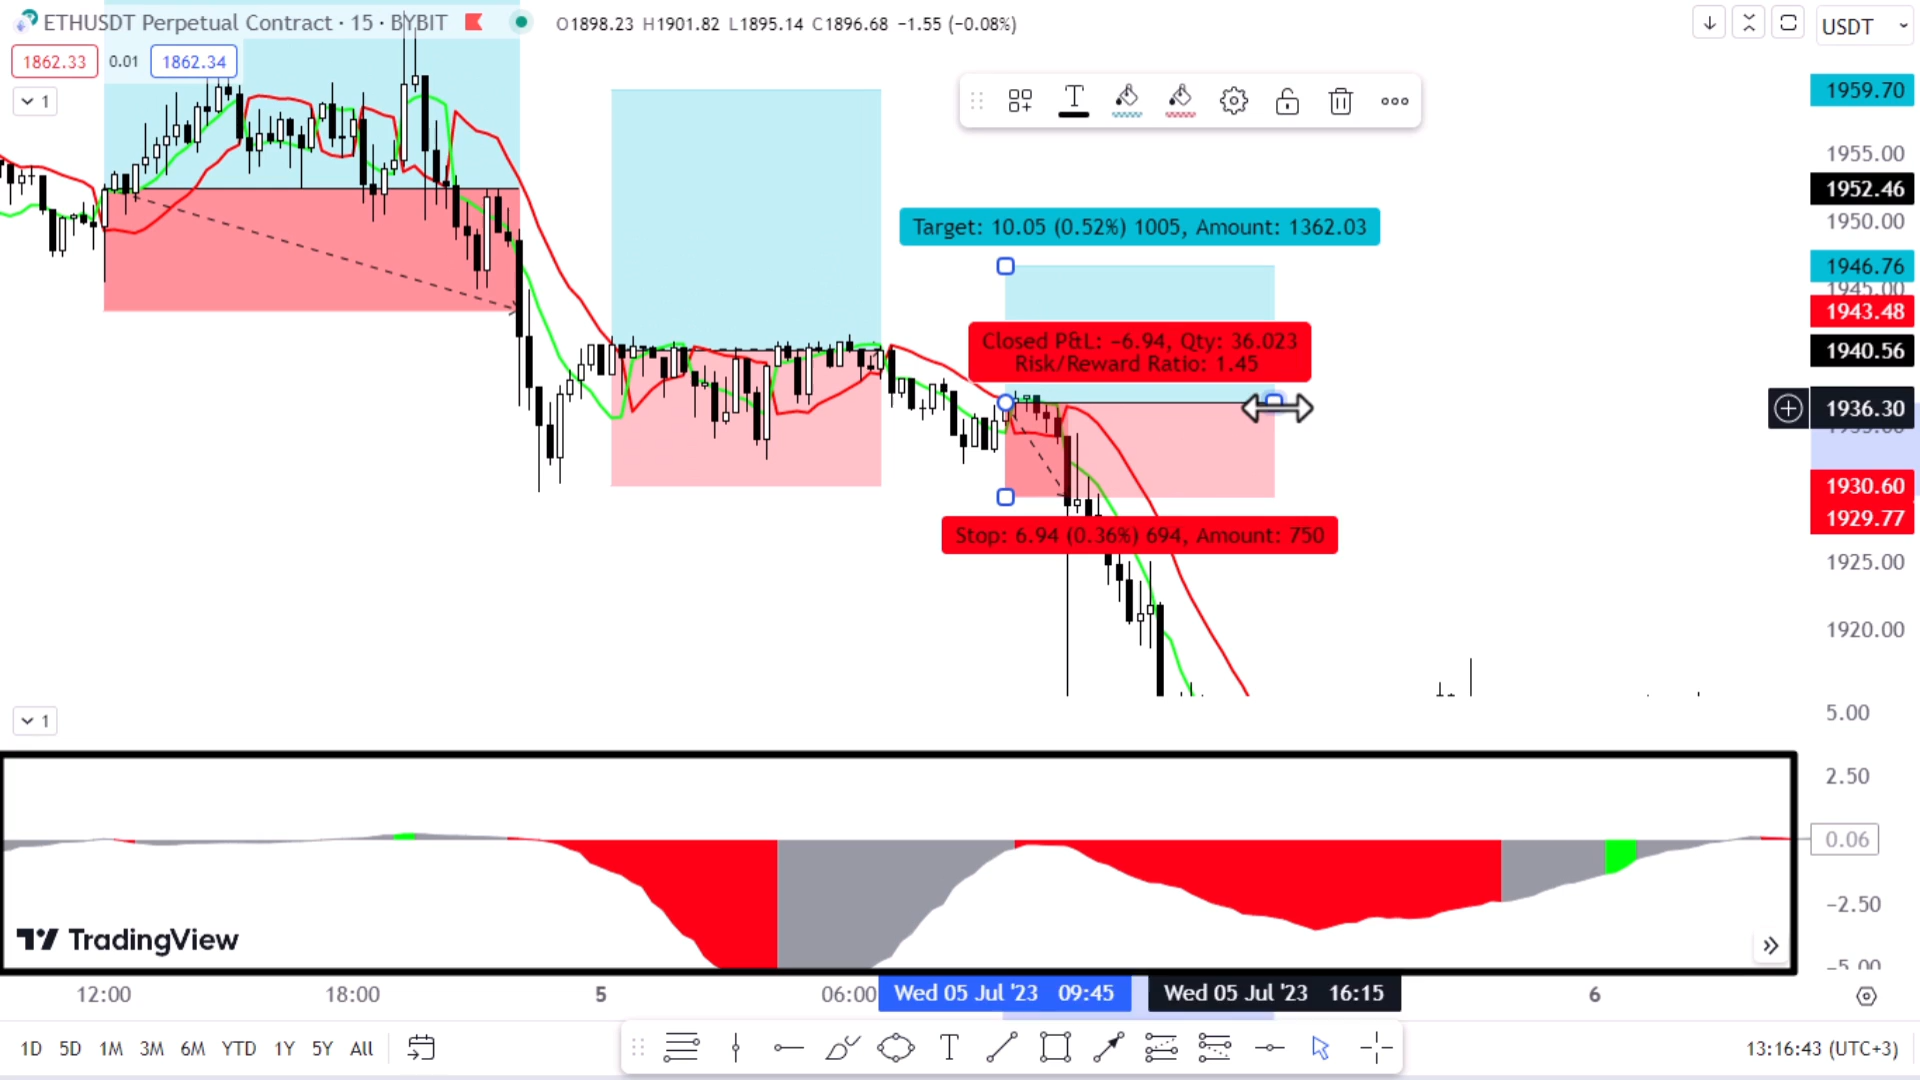 ETHUSDT Perpetual Contract · 15 · BYBIT
O1898.23 H1901.82 L1895.14 C1896.68 −1.55 (−0.08%)
USDT
1862.33 0.01 1862.34
1
1959.70
1955.00
1952.46
1950.00
Target: 10.05 (0.52%) 1005, Amount: 1362.03
1946.76
1945.00
1943.48
Closed P&L: −6.94, Qty: 36.023
Risk/Reward Ratio: 1.45
1940.56
1936.30
1930.60
1929.77
Stop: 6.94 (0.36%) 694, Amount: 750
1925.00
1920.00
1
5.00
2.50
0.06
−2.50
−5.00
TradingView
12:00 18:00 5 06:00 Wed 05 Jul '23 09:45 Wed 05 Jul '23 16:15 6
1D 5D 1M 3M 6M YTD 1Y 5Y All
T
13:16:43 (UTC+3)